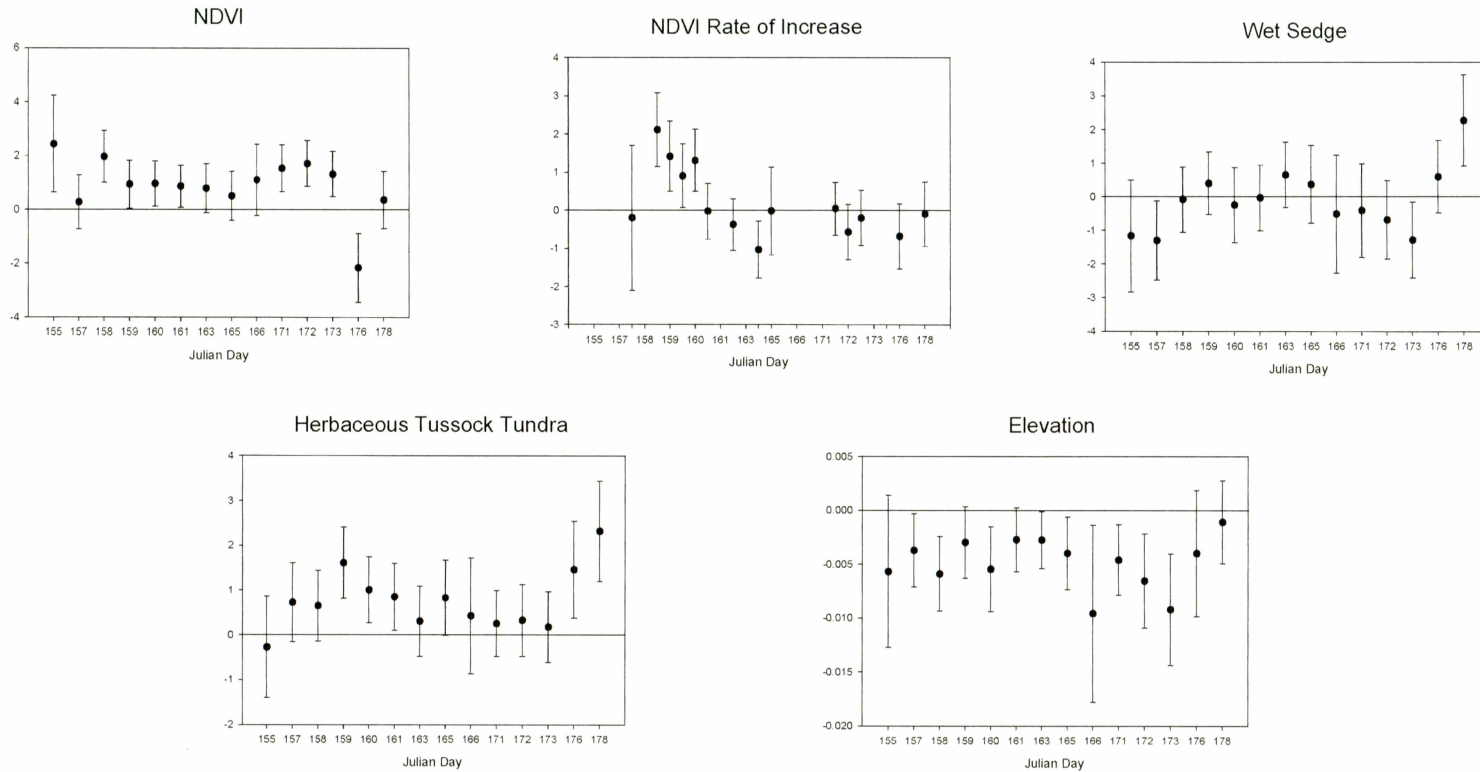 NDVI
6
4
2
0
-2
-4
155 157 158 159 160 161 163 165 166 171 172 173 176 178
Julian Day
NDVI Rate of Increase
4
3
2
1
0
-1
-2
-3
155 157 158 159 160 161 163 165 166 171 172 173 176 178
Julian Day
Wet Sedge
4
3
2
1
0
-1
-2
-3
-4
155 157 158 159 160 161 163 165 166 171 172 173 176 178
Julian Day
Herbaceous Tussock Tundra
4
3
2
1
0
-1
-2
155 157 158 159 160 161 163 165 166 171 172 173 176 178
Julian Day
Elevation
0.005
0.000
-0.005
-0.010
-0.015
-0.020
155 157 158 159 160 161 163 165 166 171 172 173 176 178
Julian Day